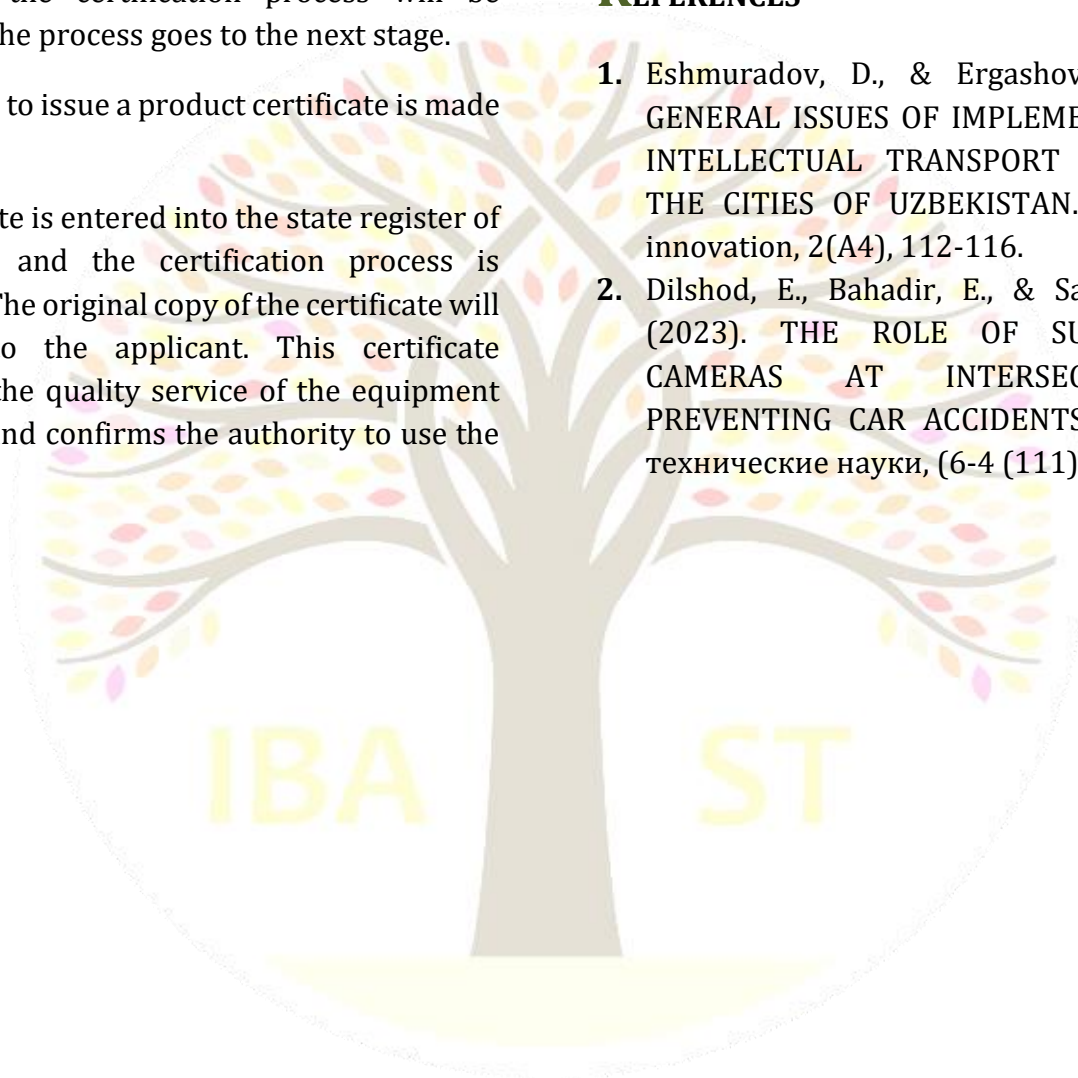 the certification process will be
he process goes to the next stage.
to issue a product certificate is made
te is entered into the state register of
and the certification process is
The original copy of the certificate will
o the applicant. This certificate
the quality service of the equipment
nd confirms the authority to use the
REFERENCES
1. Eshmuradov, D., & Ergashov
GENERAL ISSUES OF IMPLEME
INTELLECTUAL TRANSPORT
THE CITIES OF UZBEKISTAN.
innovation, 2(A4), 112-116.
2. Dilshod, E., Bahadir, E., & Sa
(2023). THE ROLE OF SU
CAMERAS AT INTERSEC
PREVENTING CAR ACCIDENTS
технические науки, (6-4 (111)
IBA ST